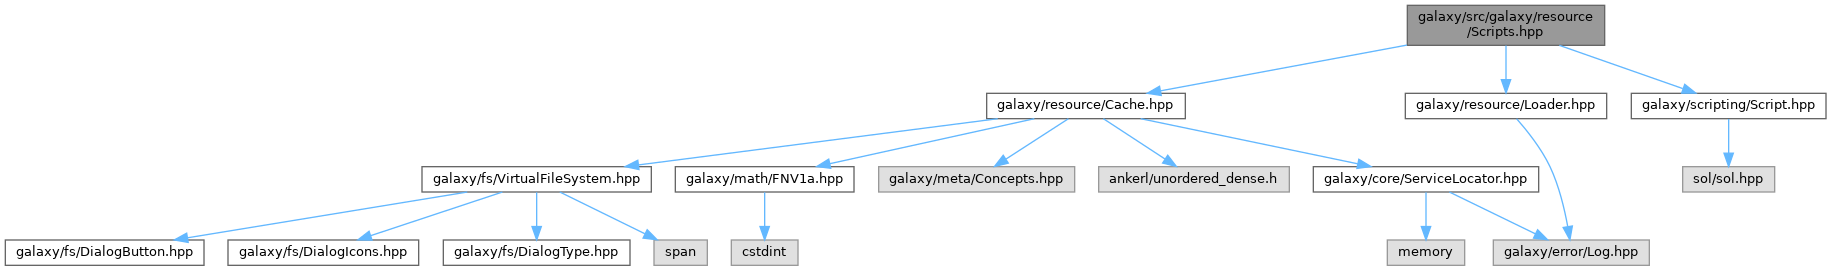 galaxy/src/galaxy/resource
/Scripts.hpp
galaxy/resource/Cache.hpp
galaxy/resource/Loader.hpp
galaxy/scripting/Script.hpp
galaxy/fs/VirtualFileSystem.hpp
galaxy/math/FNV1a.hpp
galaxy/meta/Concepts.hpp
ankerl/unordered_dense.h
galaxy/core/ServiceLocator.hpp
sol/sol.hpp
galaxy/fs/DialogButton.hpp
galaxy/fs/DialogIcons.hpp
galaxy/fs/DialogType.hpp
span
cstdint
memory
galaxy/error/Log.hpp